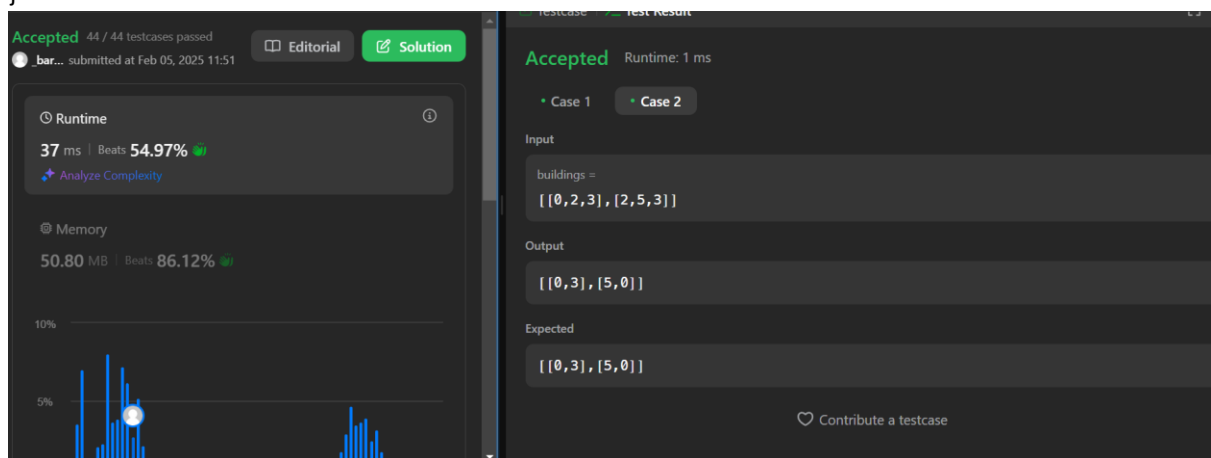 Testcase Test Result
Accepted 44 / 44 testcases passed
_bar... submitted at Feb 05, 2025 11:51
Editorial
Solution
Runtime
37 ms | Beats 54.97%
Analyze Complexity
Memory
50.80 MB | Beats 86.12%
10%
5%
Accepted Runtime: 1 ms
• Case 1 • Case 2
Input
buildings =
[[0,2,3],[2,5,3]]
Output
[[0,3],[5,0]]
Expected
[[0,3],[5,0]]
Contribute a testcase